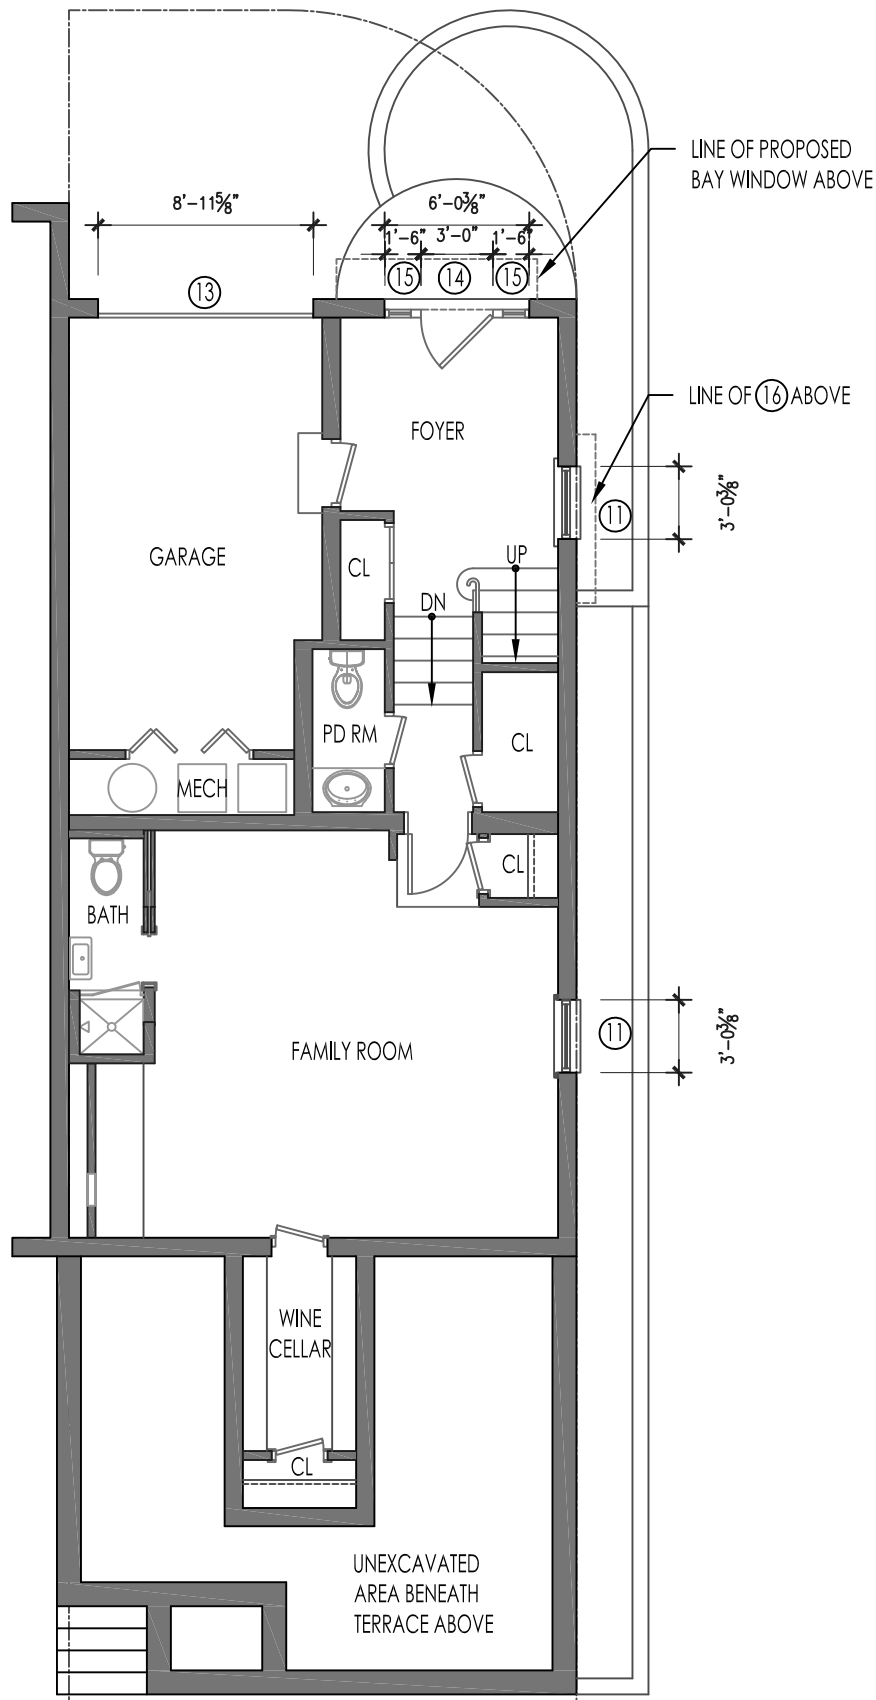 LINE OF PROPOSED
BAY WINDOW ABOVE
8'-11⅝"
6'-0⅜"
1'-6"
3'-0"
1'-6"
15
14
15
13
LINE OF 16 ABOVE
FOYER
3'-0⅜"
11
GARAGE
UP
CL
DN
PD RM
CL
MECH
CL
BATH
11
3'-0⅜"
FAMILY ROOM
WINE
CELLAR
CL
UNEXCAVATED
AREA BENEATH
TERRACE ABOVE